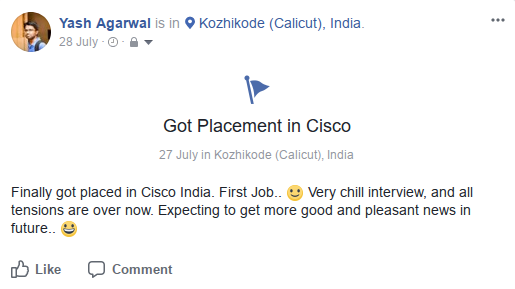 Yash Agarwal is in Kozhikode (Calicut), India.
28 July
Got Placement in Cisco
27 July in Kozhikode (Calicut), India
Finally got placed in Cisco India. First Job.. 🙂 Very chill interview, and all
tensions are over now. Expecting to get more good and pleasant news in
future.. 😀
Like Comment